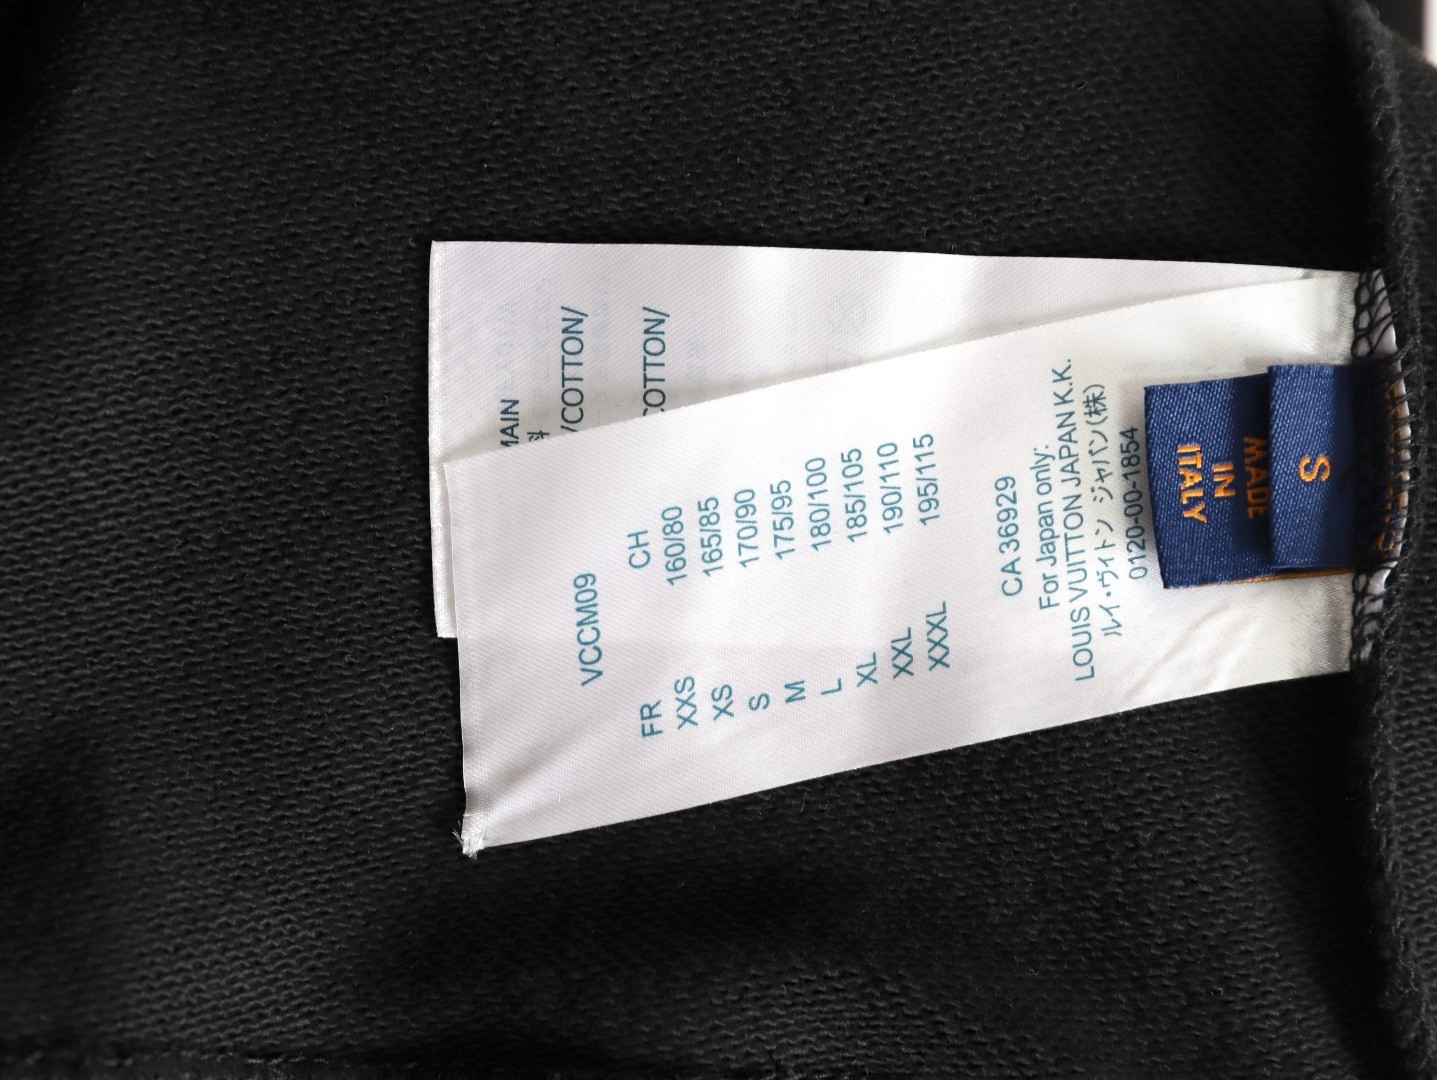 VCCM09
FR CH
XXS 160/80
XS 165/85
S 170/90
M 175/95
L 180/100
XL 185/105
XXL 190/110
XXXL 195/115
CA 36929
For Japan only:
LOUIS VUITTON JAPAN K.K.
ルイ・ヴィトン ジャパン(株)
0120-00-1854
/COTTON/
COTTON/
MADE
IN
ITALY
S